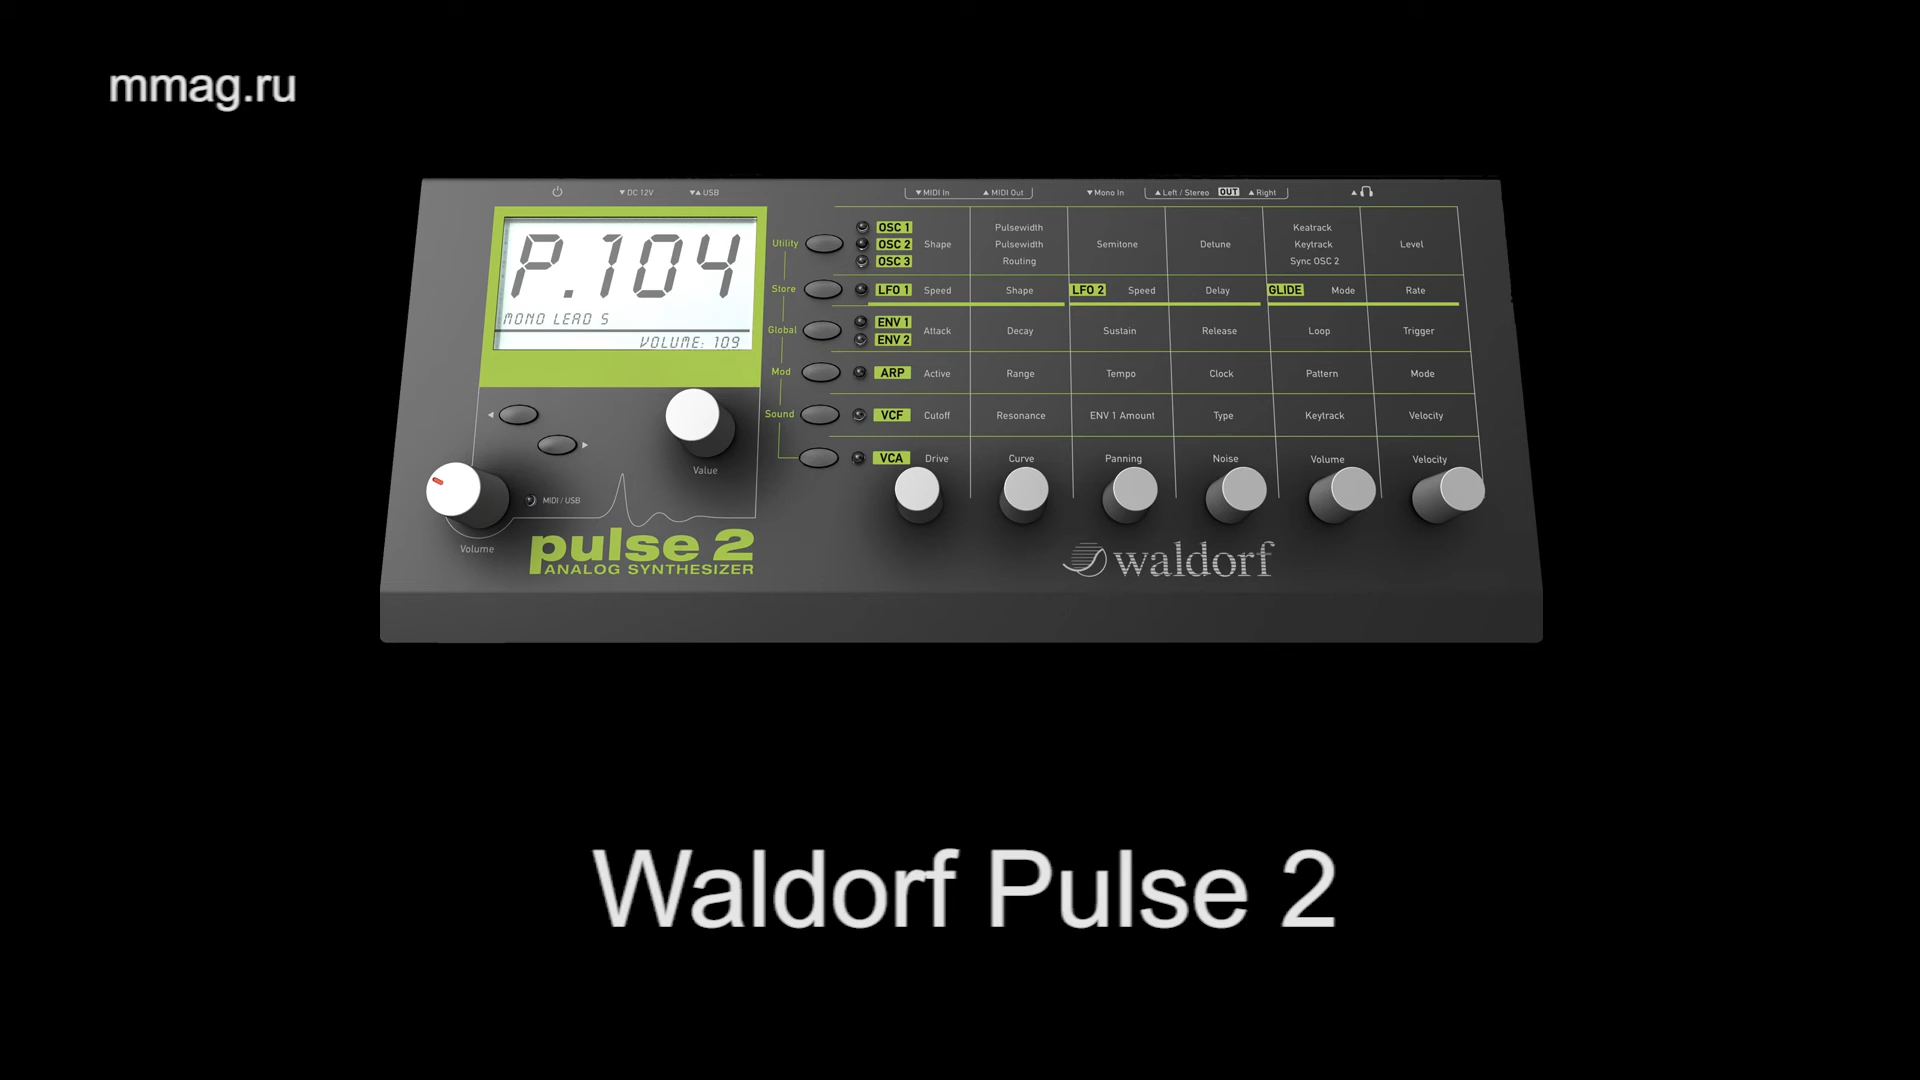 mmag.ru
▼DC 12V ▼▲USB ▼MIDI In ▲MIDI Out ▼Mono In ▲Left / Stereo OUT ▲Right ▲
P.104
MONO LEAD S
VOLUME: 109
Utility
Store
Global
Mod
Sound
OSC 1 Pulsewidth Keatrack
OSC 2 Shape Pulsewidth Semitone Detune Keytrack Level
OSC 3 Routing Sync OSC 2
LFO 1 Speed Shape LFO 2 Speed Delay GLIDE Mode Rate
ENV 1
ENV 2 Attack Decay Sustain Release Loop Trigger
ARP Active Range Tempo Clock Pattern Mode
VCF Cutoff Resonance ENV 1 Amount Type Keytrack Velocity
VCA Drive Curve Panning Noise Volume Velocity
Value
MIDI / USB
Volume
pulse 2
ANALOG SYNTHESIZER
waldorf
Waldorf Pulse 2